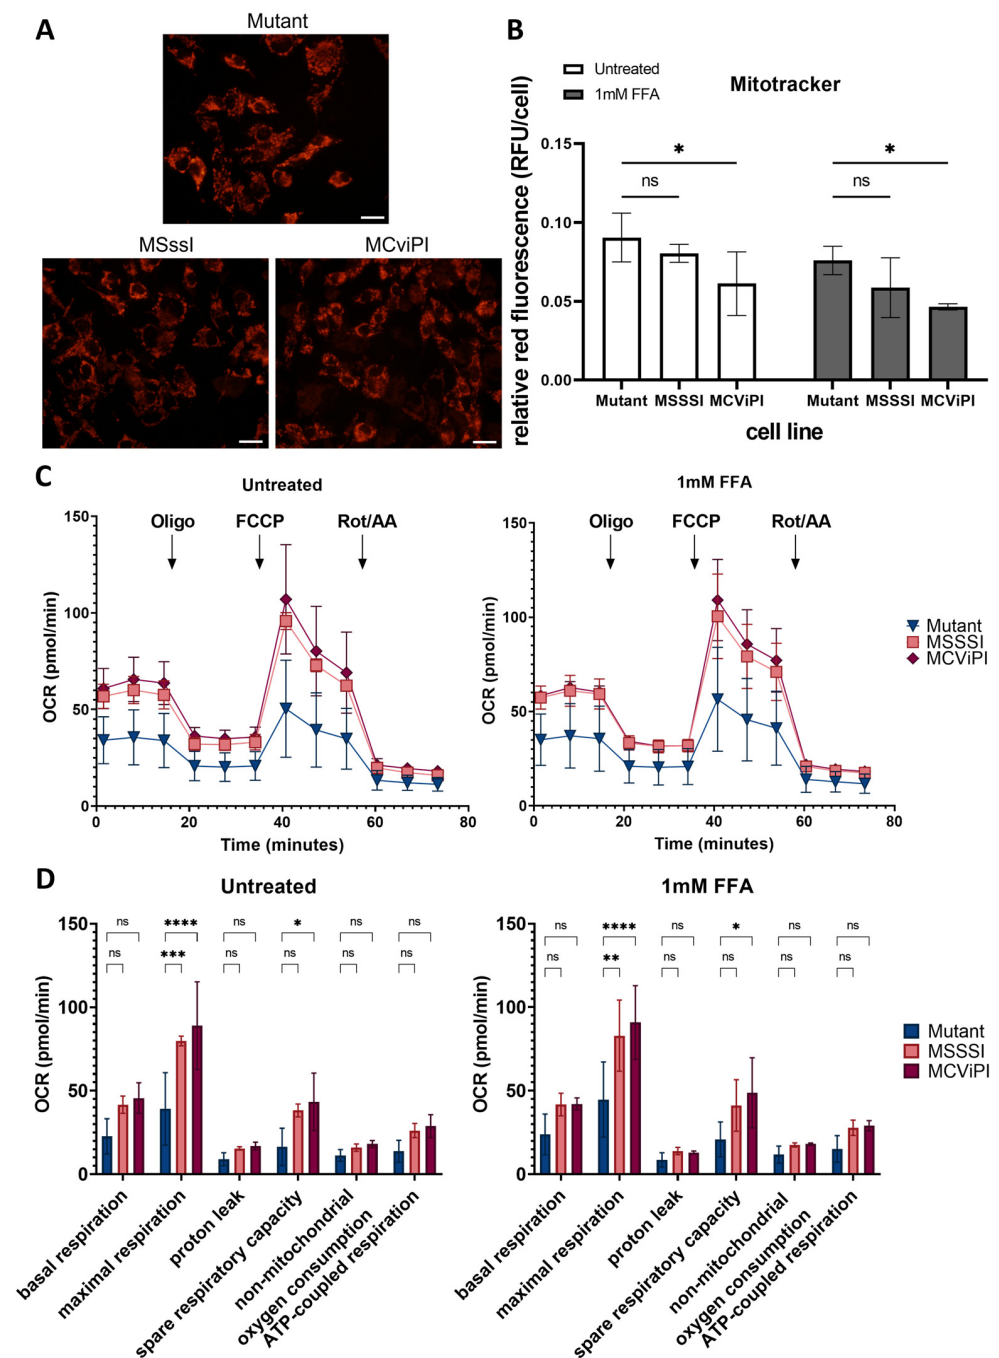 A
Mutant
MSssI
MCviPI
B
Untreated
1mM FFA
Mitotracker
relative red fluorescence (RFU/cell)
0.15
0.10
0.05
0.00
*
ns
*
ns
Mutant MSSSI MCViPI
Mutant MSSSI MCViPI
cell line
C
Untreated
OCR (pmol/min)
150
100
50
0
Oligo
FCCP
Rot/AA
0 20 40 60 80
Time (minutes)
1mM FFA
OCR (pmol/min)
150
100
50
0
Oligo
FCCP
Rot/AA
0 20 40 60 80
Time (minutes)
Mutant
MSSSI
MCViPI
D
Untreated
OCR (pmol/min)
150
100
50
0
ns **** ns * ns ns
ns *** ns ns ns ns
basal respiration
maximal respiration
proton leak
spare respiratory capacity
non-mitochondrial
oxygen consumption
ATP-coupled respiration
1mM FFA
OCR (pmol/min)
150
100
50
0
ns **** ns * ns ns
ns ** ns ns ns ns
basal respiration
maximal respiration
proton leak
spare respiratory capacity
non-mitochondrial
oxygen consumption
ATP-coupled respiration
Mutant
MSSSI
MCViPI